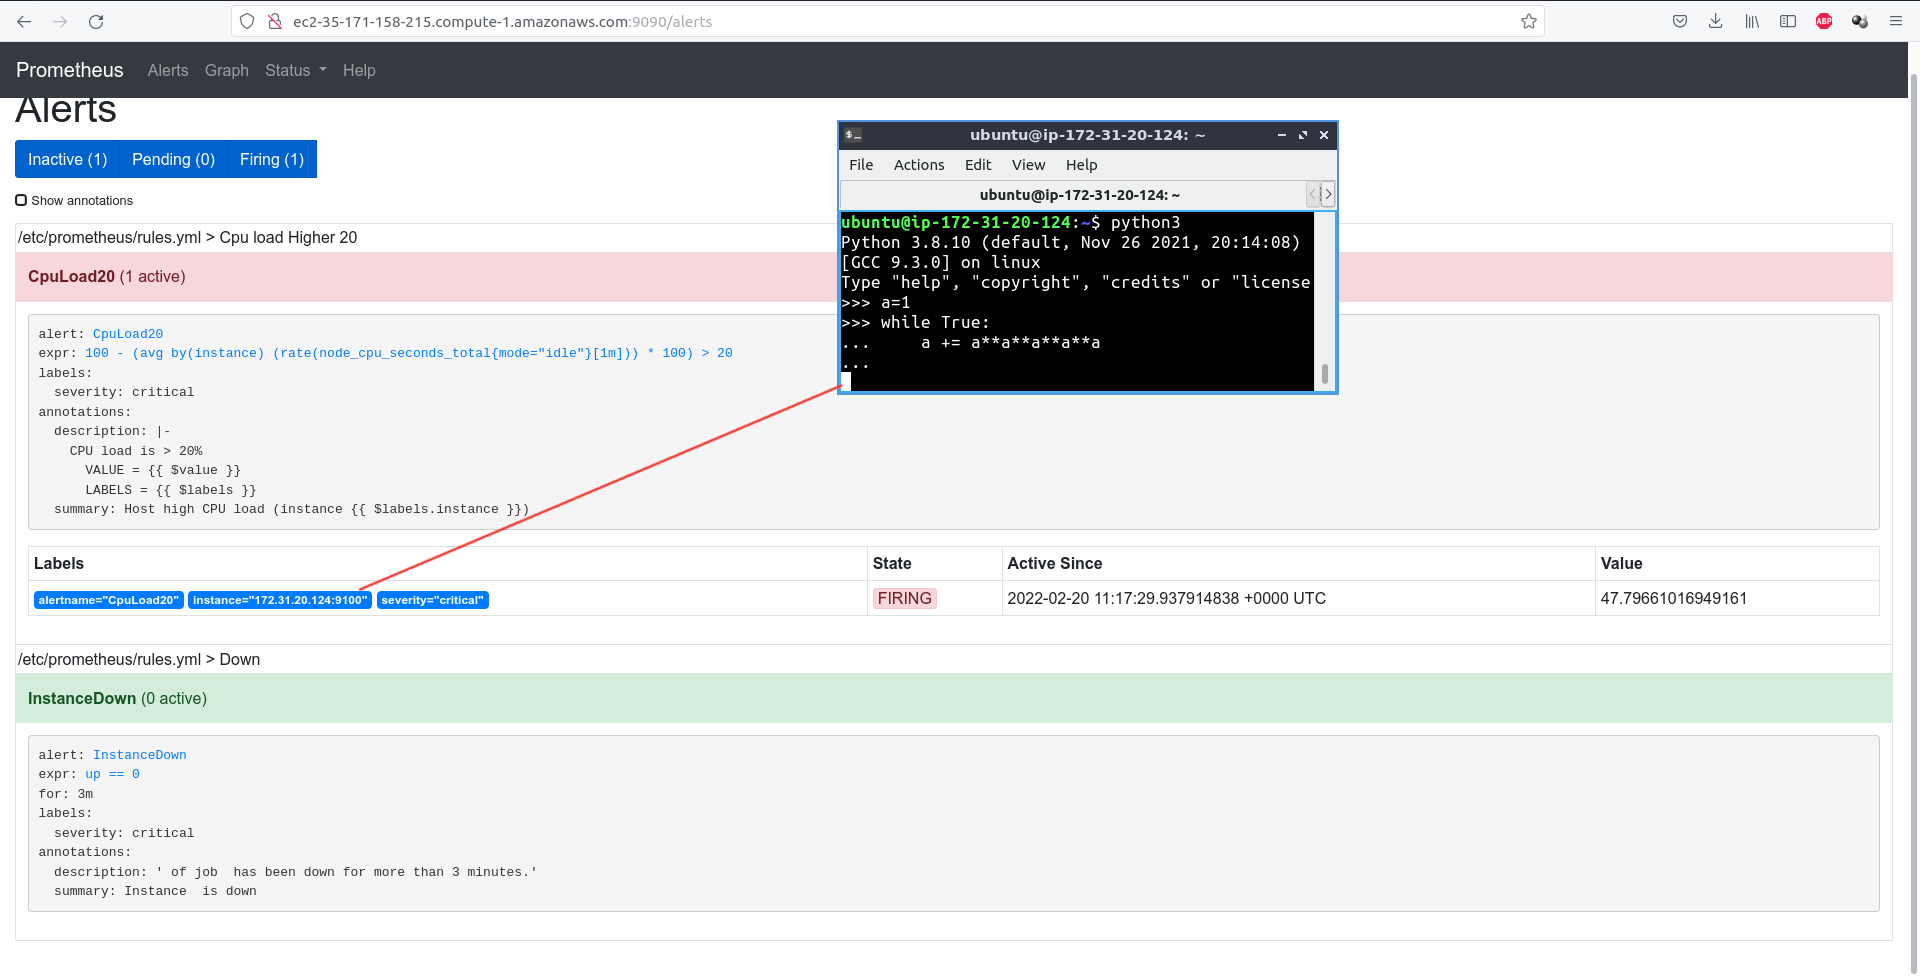 ec2-35-171-158-215.compute-1.amazonaws.com:9090/alerts
ABP
Prometheus Alerts Graph Status Help
Alerts
Inactive (1) Pending (0) Firing (1)
Show annotations
/etc/prometheus/rules.yml > Cpu load Higher 20
CpuLoad20 (1 active)
alert: CpuLoad20
expr: 100 - (avg by(instance) (rate(node_cpu_seconds_total{mode="idle"}[1m])) * 100) > 20
labels:
  severity: critical
annotations:
  description: |-
    CPU load is > 20%
      VALUE = {{ $value }}
      LABELS = {{ $labels }}
  summary: Host high CPU load (instance {{ $labels.instance }})
ubuntu@ip-172-31-20-124: ~
File Actions Edit View Help
ubuntu@ip-172-31-20-124: ~
ubuntu@ip-172-31-20-124:~$ python3
Python 3.8.10 (default, Nov 26 2021, 20:14:08)
[GCC 9.3.0] on linux
Type "help", "copyright", "credits" or "license
>>> a=1
>>> while True:
...     a += a**a**a**a**a
...
Labels State Active Since Value
alertname="CpuLoad20" instance="172.31.20.124:9100" severity="critical" FIRING 2022-02-20 11:17:29.937914838 +0000 UTC 47.79661016949161
/etc/prometheus/rules.yml > Down
InstanceDown (0 active)
alert: InstanceDown
expr: up == 0
for: 3m
labels:
  severity: critical
annotations:
  description: ' of job  has been down for more than 3 minutes.'
  summary: Instance  is down